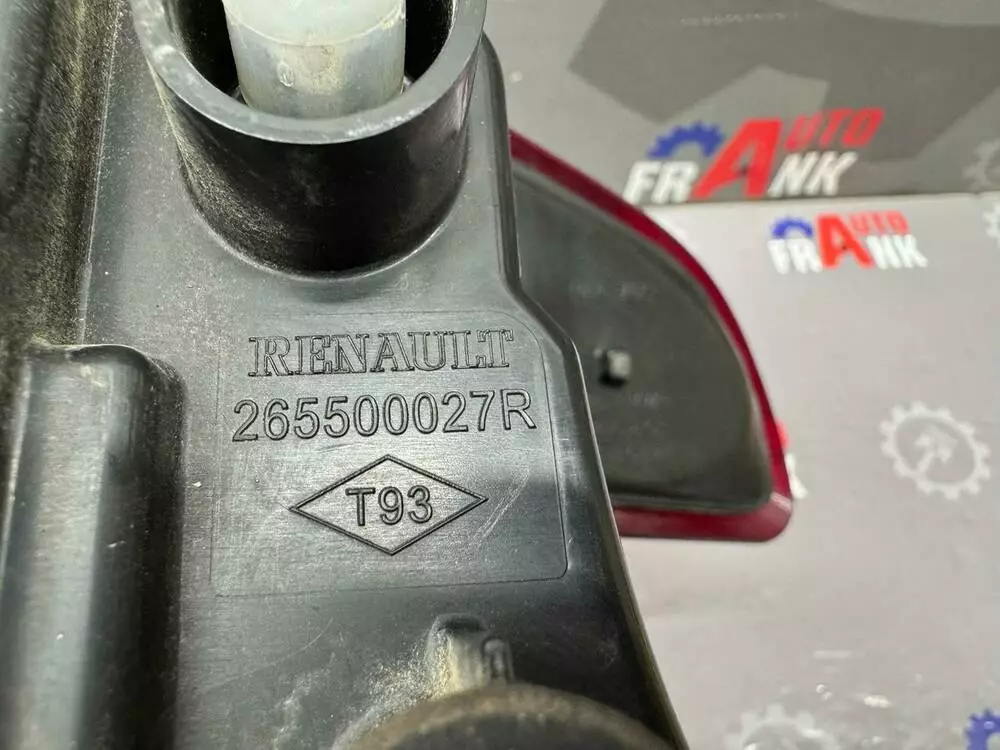 AUTO
FRANK
AUTO
FRANK
RENAULT
265500027R
T93